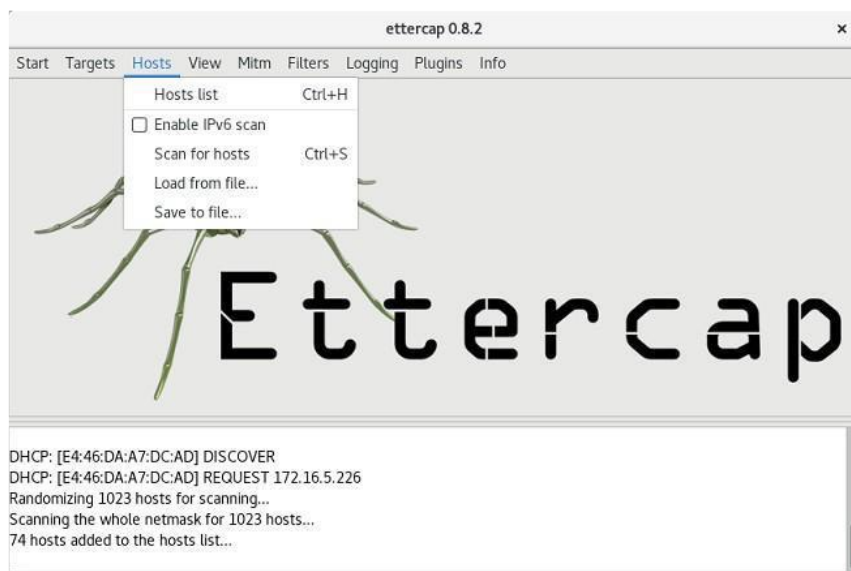 ettercap 0.8.2 ×
Start Targets Hosts View Mitm Filters Logging Plugins Info
Hosts list Ctrl+H
Enable IPv6 scan
Scan for hosts Ctrl+S
Load from file...
Save to file...
Ettercap
DHCP: [E4:46:DA:A7:DC:AD] DISCOVER
DHCP: [E4:46:DA:A7:DC:AD] REQUEST 172.16.5.226
Randomizing 1023 hosts for scanning...
Scanning the whole netmask for 1023 hosts...
74 hosts added to the hosts list...